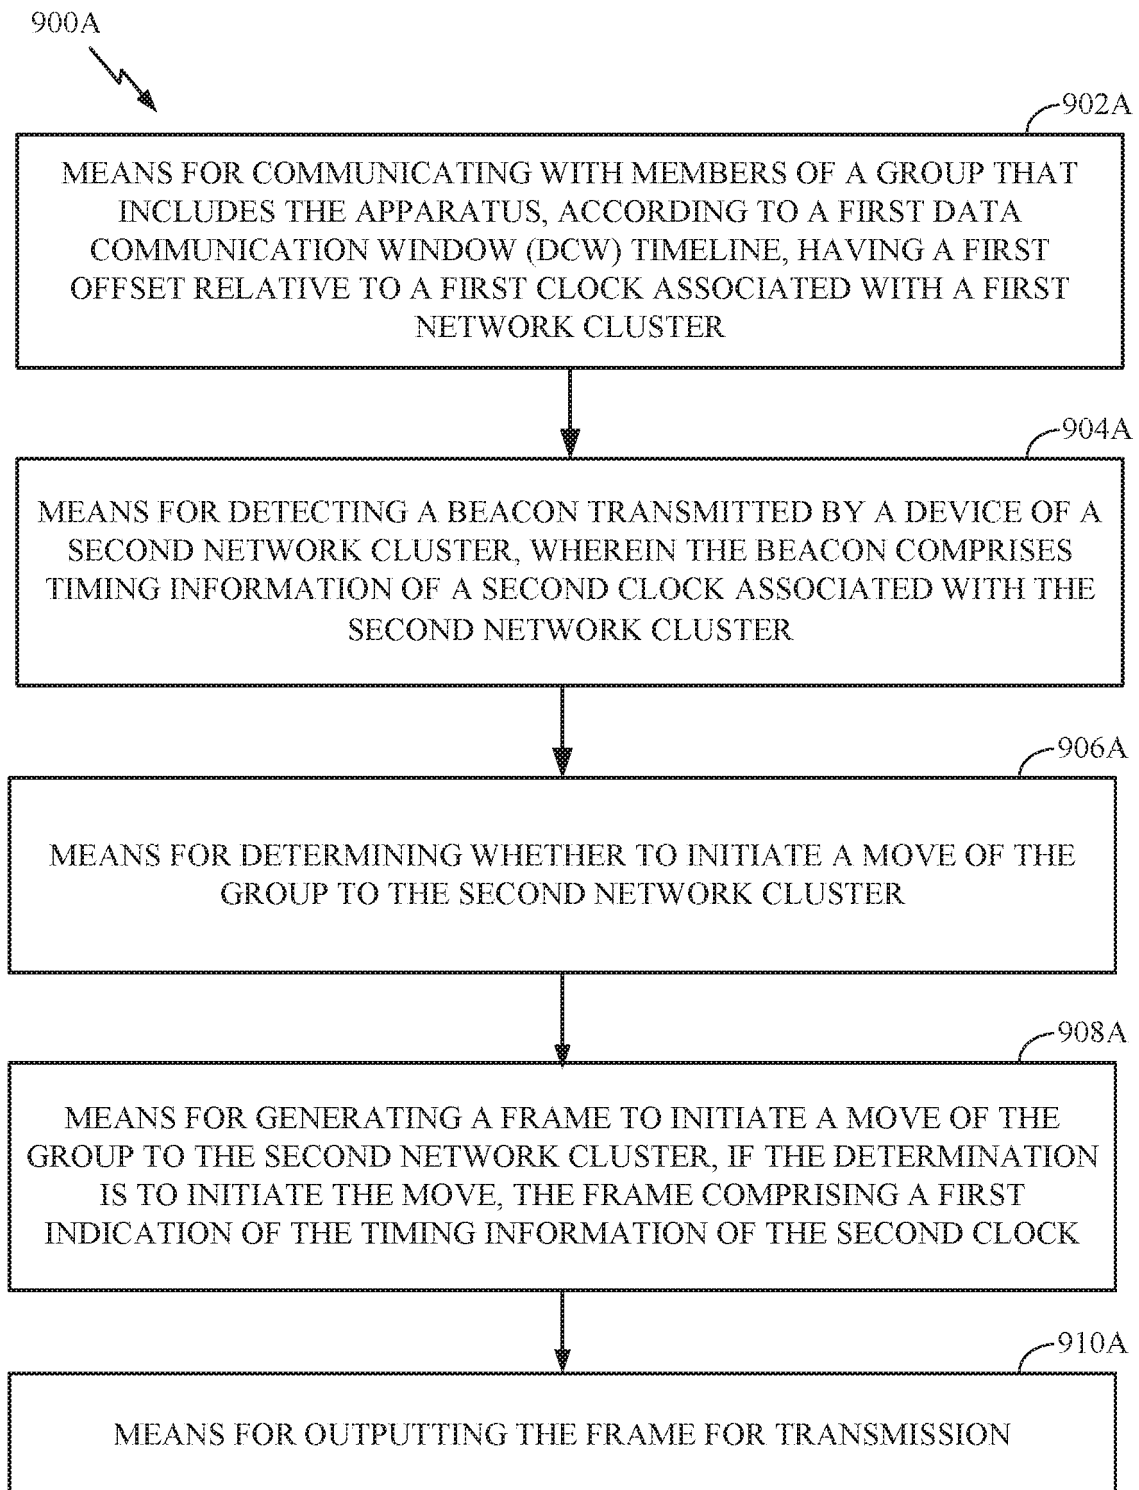 900A
902A
MEANS FOR COMMUNICATING WITH MEMBERS OF A GROUP THAT
INCLUDES THE APPARATUS, ACCORDING TO A FIRST DATA
COMMUNICATION WINDOW (DCW) TIMELINE, HAVING A FIRST
OFFSET RELATIVE TO A FIRST CLOCK ASSOCIATED WITH A FIRST
NETWORK CLUSTER
904A
MEANS FOR DETECTING A BEACON TRANSMITTED BY A DEVICE OF A
SECOND NETWORK CLUSTER, WHEREIN THE BEACON COMPRISES
TIMING INFORMATION OF A SECOND CLOCK ASSOCIATED WITH THE
SECOND NETWORK CLUSTER
906A
MEANS FOR DETERMINING WHETHER TO INITIATE A MOVE OF THE
GROUP TO THE SECOND NETWORK CLUSTER
908A
MEANS FOR GENERATING A FRAME TO INITIATE A MOVE OF THE
GROUP TO THE SECOND NETWORK CLUSTER, IF THE DETERMINATION
IS TO INITIATE THE MOVE, THE FRAME COMPRISING A FIRST
INDICATION OF THE TIMING INFORMATION OF THE SECOND CLOCK
910A
MEANS FOR OUTPUTTING THE FRAME FOR TRANSMISSION